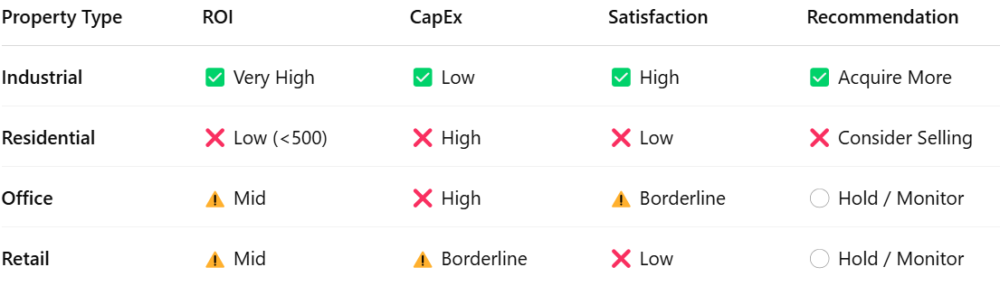 Property Type ROI CapEx Satisfaction Recommendation
Industrial ✅ Very High ✅ Low ✅ High ✅ Acquire More
Residential ❌ Low (<500) ❌ High ❌ Low ❌ Consider Selling
Office ⚠️ Mid ❌ High ⚠️ Borderline ⚪ Hold / Monitor
Retail ⚠️ Mid ⚠️ Borderline ❌ Low ⚪ Hold / Monitor